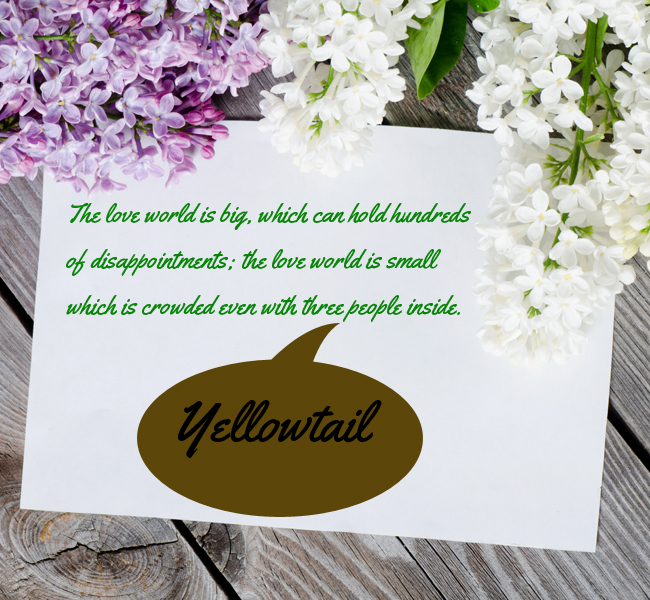 The love world is big, which can hold hundreds
of disappointments; the love world is small
which is crowded even with three people inside.
Yellowtail